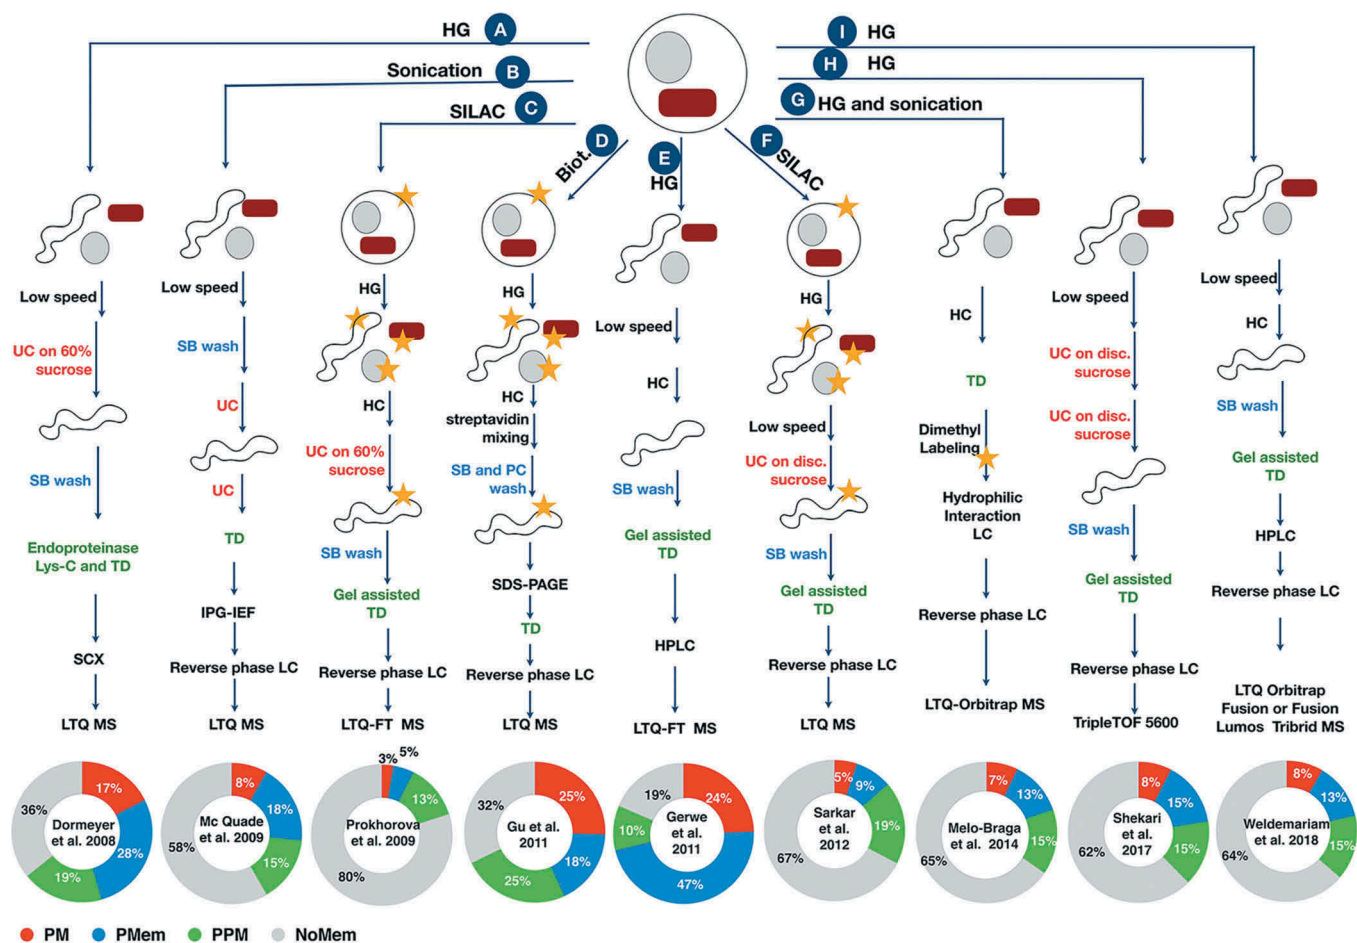 HG A
Sonication B
SILAC C
Biot. D
E
HG
F SILAC
G HG and sonication
H HG
I HG
Low speed
UC on 60%
sucrose
SB wash
Endoproteinase
Lys-C and TD
SCX
LTQ MS
Low speed
SB wash
UC
UC
TD
IPG-IEF
Reverse phase LC
LTQ MS
HG
HC
UC on 60%
sucrose
SB wash
Gel assisted
TD
Reverse phase LC
LTQ-FT MS
HG
HC
streptavidin
mixing
SB and PC
wash
SDS-PAGE
TD
Reverse phase LC
LTQ MS
Low speed
HC
SB wash
Gel assisted
TD
HPLC
LTQ-FT MS
HG
Low speed
UC on disc.
sucrose
SB wash
Gel assisted
TD
Reverse phase LC
LTQ MS
HC
TD
Dimethyl
Labeling
Hydrophilic
Interaction
LC
Reverse phase LC
LTQ-Orbitrap MS
Low speed
UC on disc.
sucrose
UC on disc.
sucrose
SB wash
Gel assisted
TD
Reverse phase LC
TripleTOF 5600
Low speed
HC
SB wash
Gel assisted
TD
HPLC
Reverse phase LC
LTQ Orbitrap
Fusion or Fusion
Lumos Tribrid MS
17%
28%
19%
36%
Dormeyer
et al. 2008
8%
18%
15%
58%
Mc Quade
et al. 2009
3%
5%
13%
80%
Prokhorova
et al. 2009
25%
18%
25%
32%
Gu et al.
2011
24%
47%
10%
19%
Gerwe
et al.
2011
5%
9%
19%
67%
Sarkar
et al.
2012
7%
13%
15%
65%
Melo-Braga
et al. 2014
8%
15%
15%
62%
Shekari
et al.
2017
8%
13%
15%
64%
Weldemariam
et al. 2018
PM PMem PPM NoMem